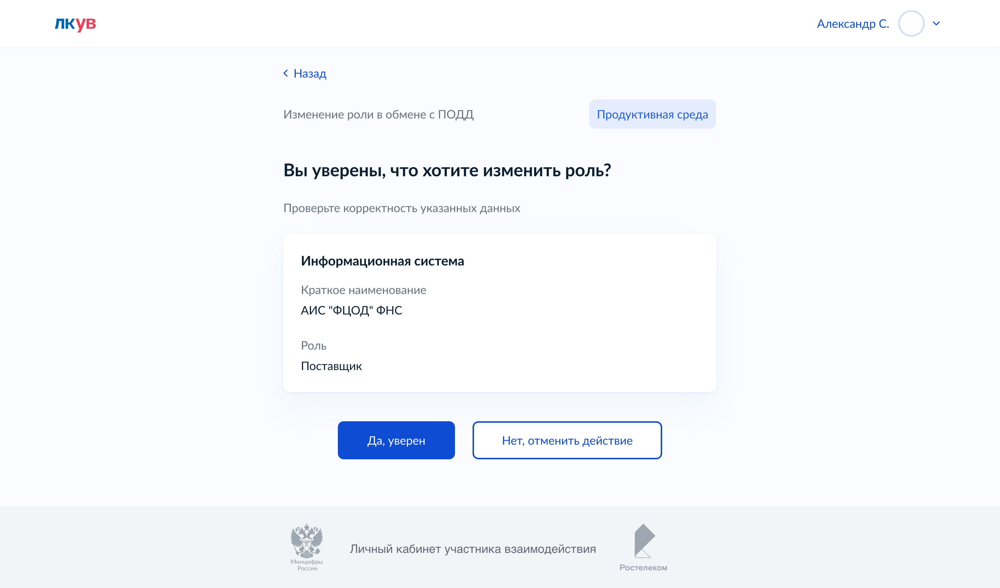 лкув
Александр С.
Назад
Изменение роли в обмене с ПОДД
Продуктивная среда
Вы уверены, что хотите изменить роль?
Проверьте корректность указанных данных
Информационная система
Краткое наименование
АИС "ФЦОД" ФНС
Роль
Поставщик
Да, уверен
Нет, отменить действие
Минцифры
России
Личный кабинет участника взаимодействия
Ростелеком